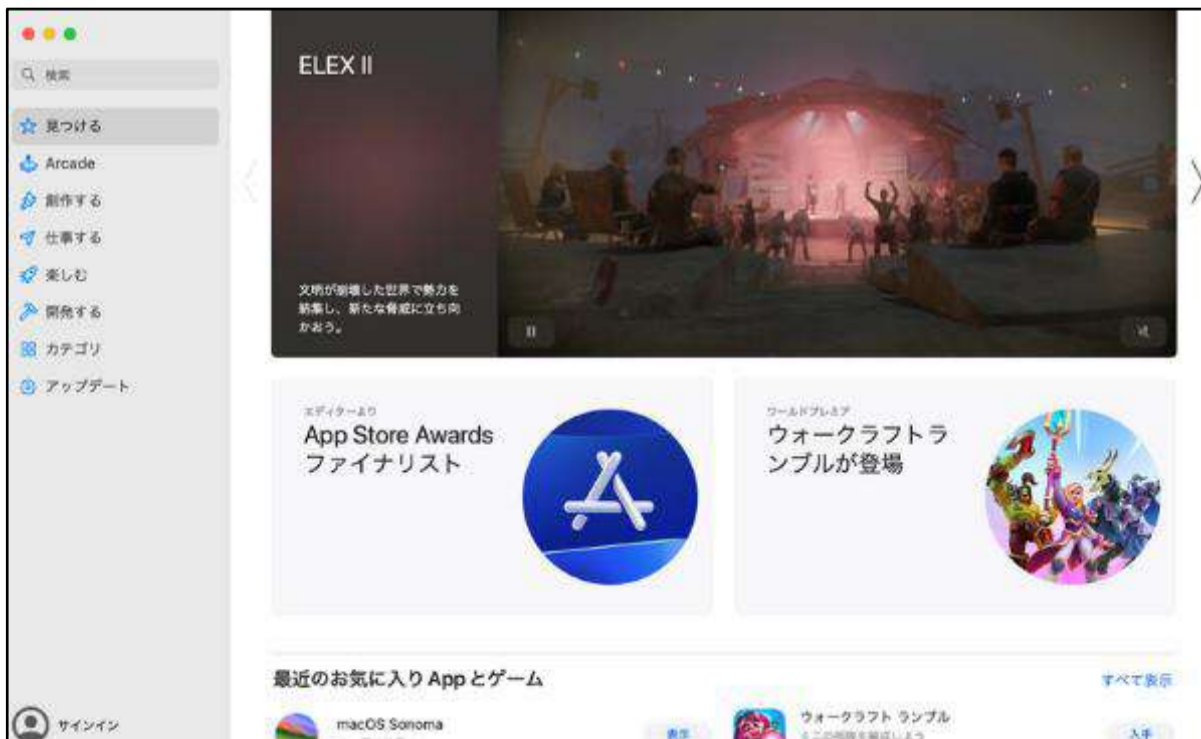 検索
見つける
Arcade
創作する
仕事する
楽しむ
開発する
カテゴリ
アップデート
サインイン
ELEX II
文明が崩壊した世界で勢力を
結集し、新たな脅威に立ち向
かおう。
エディターより
App Store Awards
ファイナリスト
ワールドプレミア
ウォークラフトラ
ンブルが登場
最近のお気に入り App とゲーム
すべて表示
macOS Sonoma
表示
ウォークラフト ランブル
入手